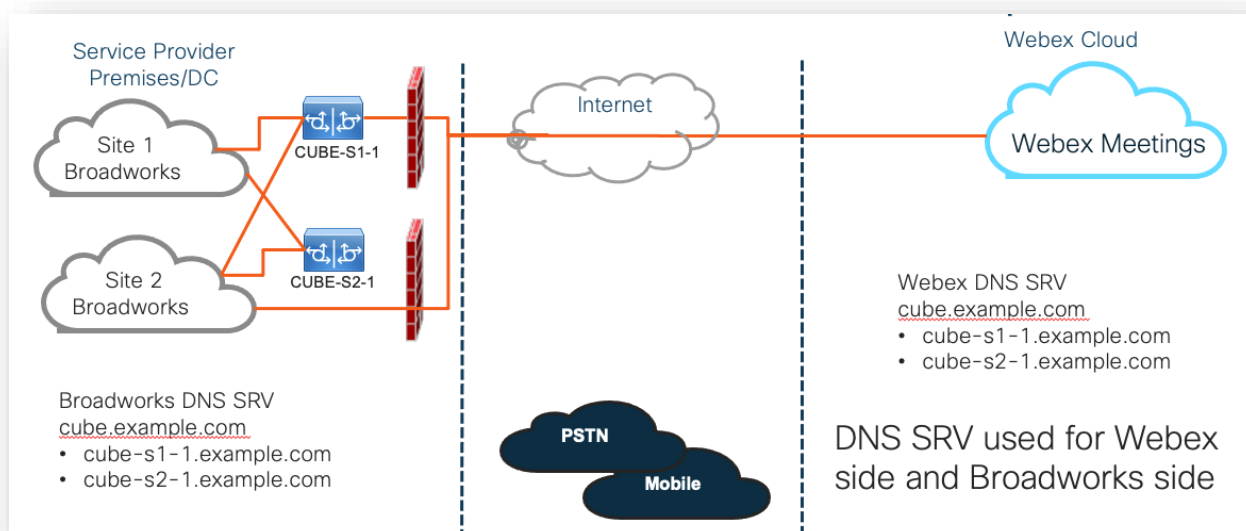 Service Provider
Premises/DC
Site 1
Broadworks
CUBE-S1-1
Site 2
Broadworks
CUBE-S2-1
Broadworks DNS SRV
cube.example.com
• cube-s1-1.example.com
• cube-s2-1.example.com
Internet
PSTN
Mobile
Webex Cloud
Webex Meetings
Webex DNS SRV
cube.example.com
• cube-s1-1.example.com
• cube-s2-1.example.com
DNS SRV used for Webex
side and Broadworks side